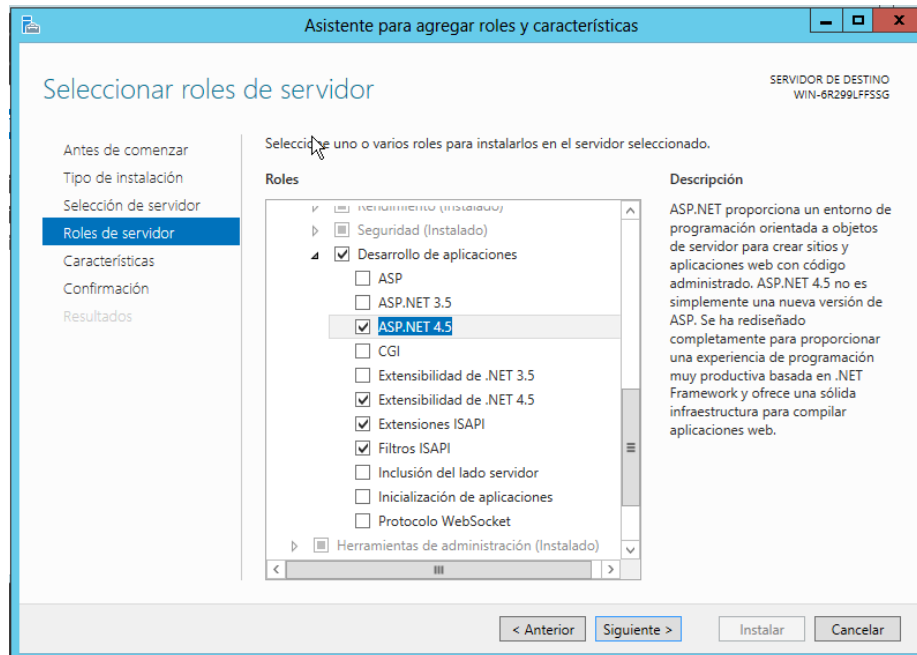 Asistente para agregar roles y características
Seleccionar roles de servidor
SERVIDOR DE DESTINO
WIN-6R299LFFSSG
Antes de comenzar
Tipo de instalación
Selección de servidor
Roles de servidor
Características
Confirmación
Resultados
Seleccione uno o varios roles para instalarlos en el servidor seleccionado.
Roles
Rendimiento (Instalado)
Seguridad (Instalado)
Desarrollo de aplicaciones
ASP
ASP.NET 3.5
ASP.NET 4.5
CGI
Extensibilidad de .NET 3.5
Extensibilidad de .NET 4.5
Extensiones ISAPI
Filtros ISAPI
Inclusión del lado servidor
Inicialización de aplicaciones
Protocolo WebSocket
Herramientas de administración (Instalado)
Descripción
ASP.NET proporciona un entorno de
programación orientada a objetos
de servidor para crear sitios y
aplicaciones web con código
administrado. ASP.NET 4.5 no es
simplemente una nueva versión de
ASP. Se ha rediseñado
completamente para proporcionar
una experiencia de programación
muy productiva basada en .NET
Framework y ofrece una sólida
infraestructura para compilar
aplicaciones web.
< Anterior
Siguiente >
Instalar
Cancelar